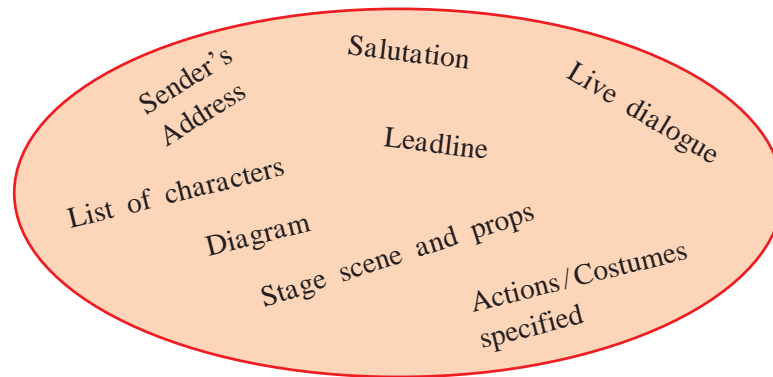 Sender’s
Address
Salutation
Live dialogue
Leadline
List of characters
Diagram
Stage scene and props
Actions/Costumes
specified